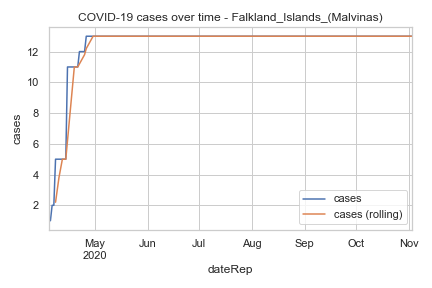 COVID-19 cases over time - Falkland_Islands_(Malvinas)
cases
12
10
8
6
4
2
cases
cases (rolling)
May Jun Jul Aug Sep Oct Nov
2020
dateRep